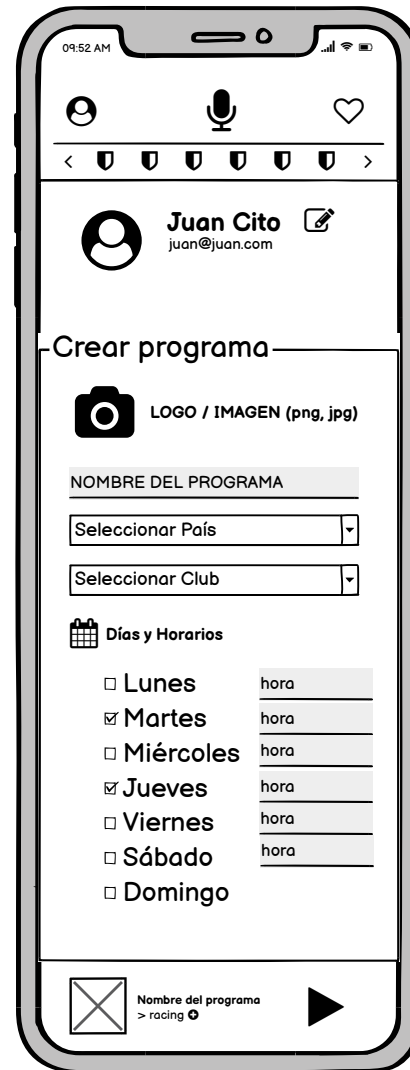 09:52 AM
Juan Cito
juan@juan.com
Crear programa
LOGO / IMAGEN (png, jpg)
NOMBRE DEL PROGRAMA
Seleccionar País
Seleccionar Club
Días y Horarios
Lunes hora
Martes hora
Miércoles hora
Jueves hora
Viernes hora
Sábado hora
Domingo
Nombre del programa
> racing